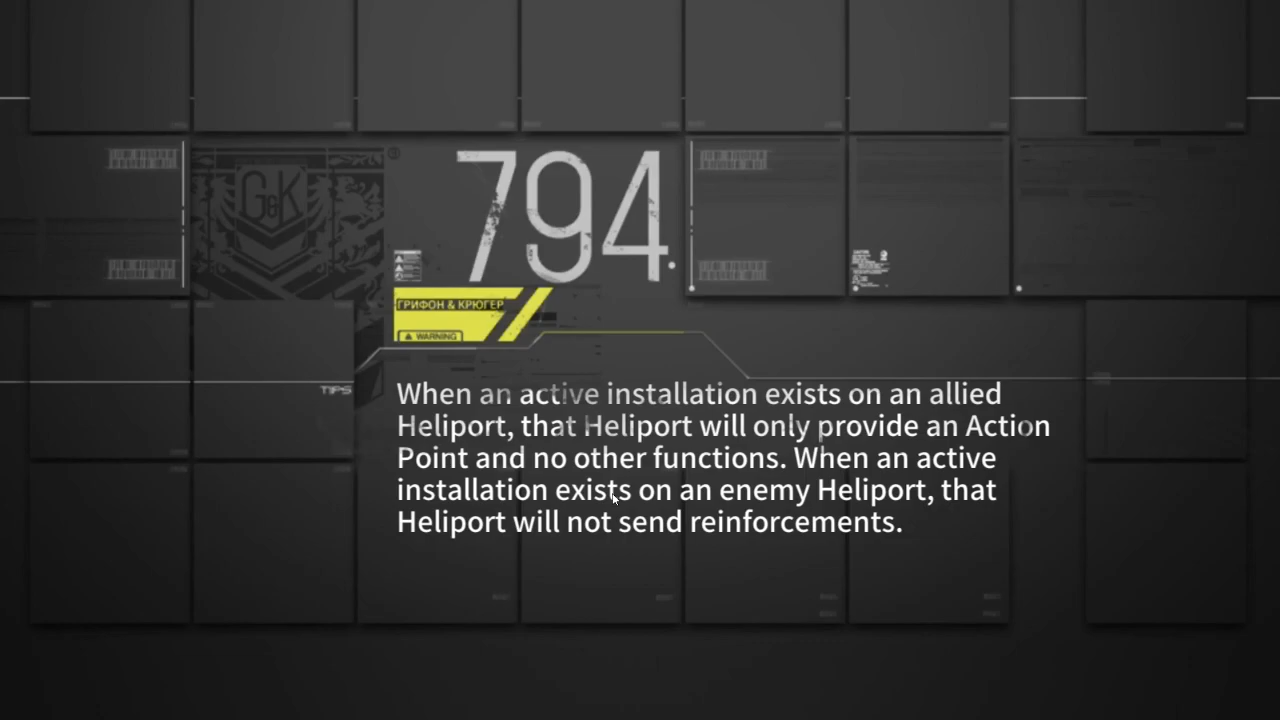 G&K
794.
ГРИФОН & КРЮГЕР
WARNING
TIPS
When an active installation exists on an allied
Heliport, that Heliport will only provide an Action
Point and no other functions. When an active
installation exists on an enemy Heliport, that
Heliport will not send reinforcements.